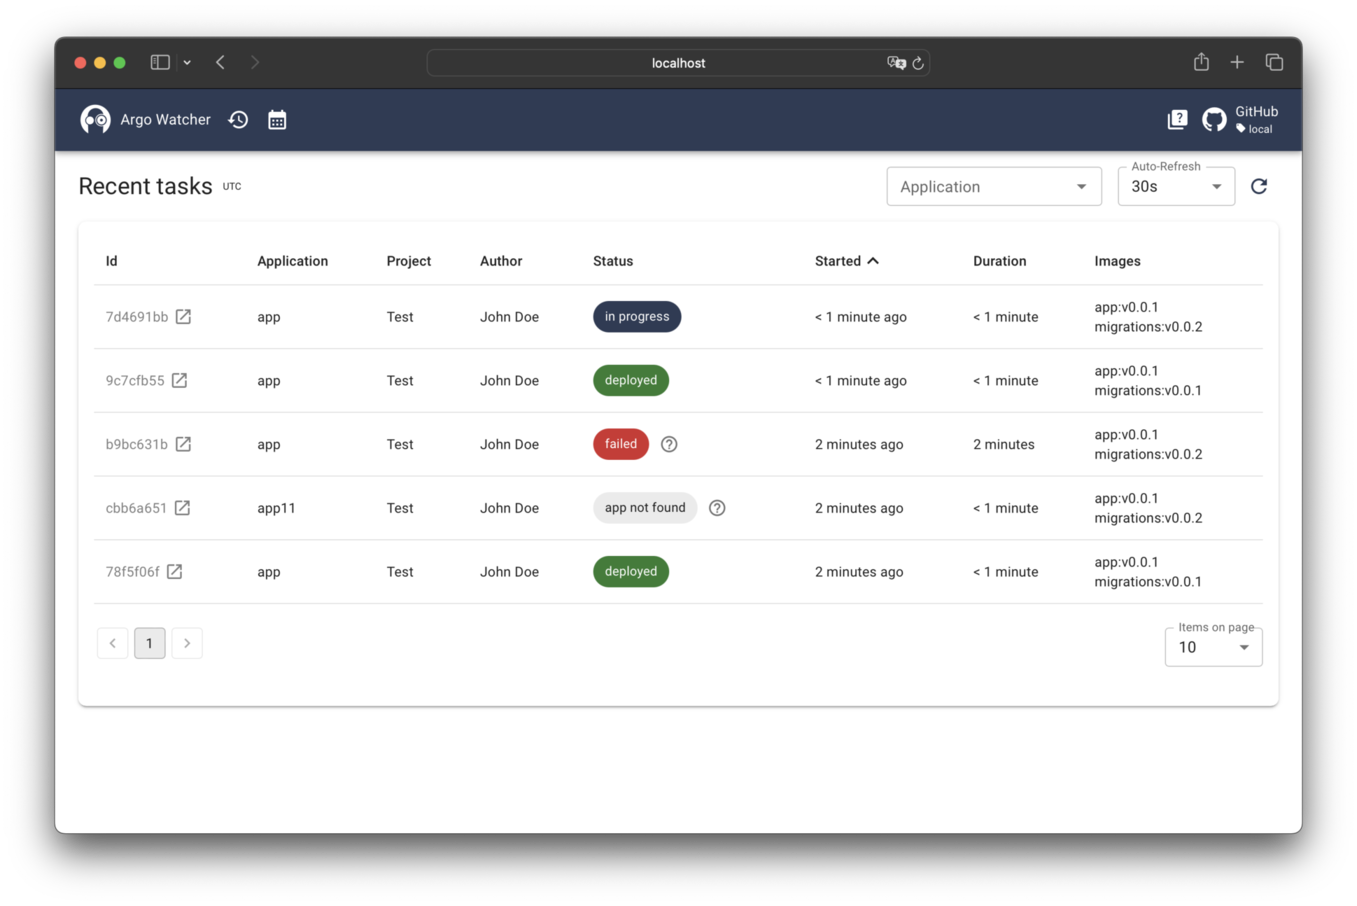 localhost
Argo Watcher
GitHub
local
Recent tasks UTC
Application
Auto-Refresh
30s
Id Application Project Author Status Started Duration Images
7d4691bb app Test John Doe in progress < 1 minute ago < 1 minute app:v0.0.1
migrations:v0.0.2
9c7cfb55 app Test John Doe deployed < 1 minute ago < 1 minute app:v0.0.1
migrations:v0.0.1
b9bc631b app Test John Doe failed 2 minutes ago 2 minutes app:v0.0.1
migrations:v0.0.2
cbb6a651 app11 Test John Doe app not found 2 minutes ago < 1 minute app:v0.0.1
migrations:v0.0.2
78f5f06f app Test John Doe deployed 2 minutes ago < 1 minute app:v0.0.1
migrations:v0.0.1
1
Items on page
10